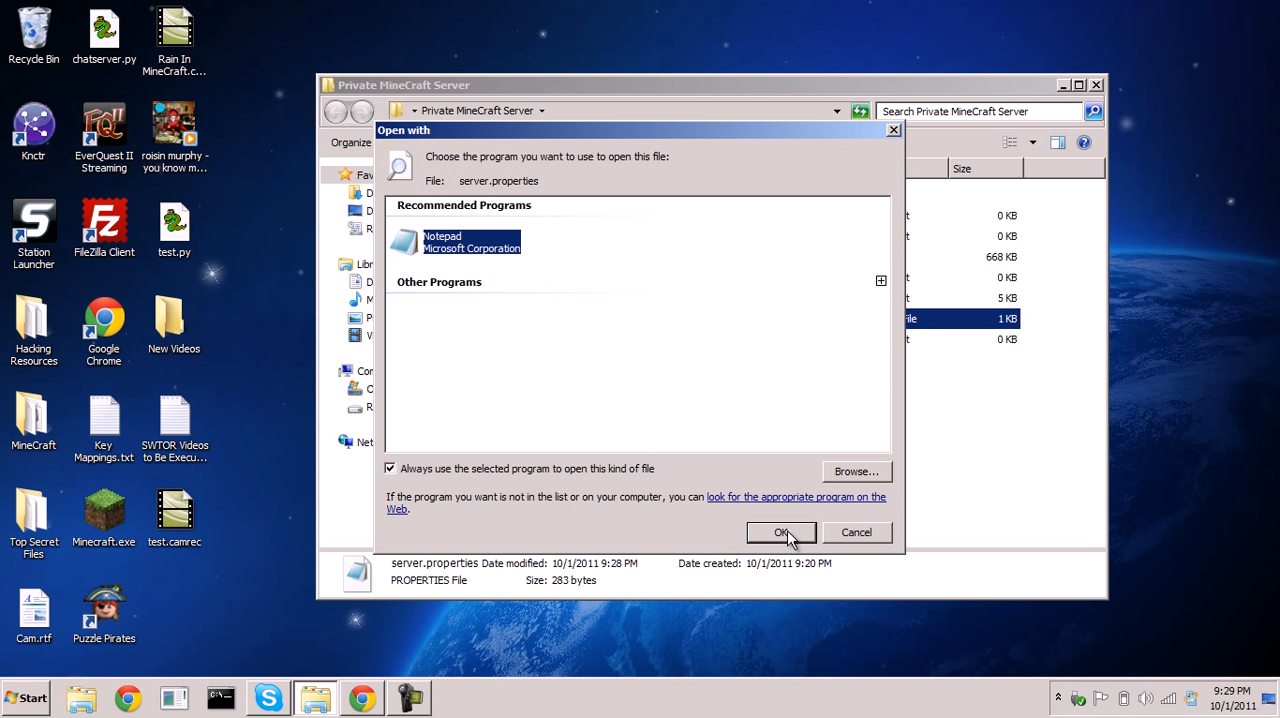 Recycle Bin
chatserver.py
Rain In
MineCraft.c...
Knctr
EverQuest II
Streaming
roisin murphy -
you know m...
Station
Launcher
FileZilla Client
test.py
Hacking
Resources
Google
Chrome
New Videos
MineCraft
Key
Mappings.txt
SWTOR Videos
to Be Execu...
Top Secret
Files
Minecraft.exe
test.camrec
Cam.rtf
Puzzle Pirates
Private MineCraft Server
Private MineCraft Server
Search Private MineCraft Server
Organize
Size
Fav
D
D
R
Libr
D
M
P
V
Com
O
R
Net
t 0 KB
t 0 KB
668 KB
t 0 KB
t 5 KB
File 1 KB
t 0 KB
Open with
Choose the program you want to use to open this file:
File: server.properties
Recommended Programs
Notepad
Microsoft Corporation
Other Programs
Always use the selected program to open this kind of file
Browse...
If the program you want is not in the list or on your computer, you can look for the appropriate program on the
Web.
OK
Cancel
server.properties Date modified: 10/1/2011 9:28 PM Date created: 10/1/2011 9:20 PM
PROPERTIES File Size: 283 bytes
Start
9:29 PM
10/1/2011